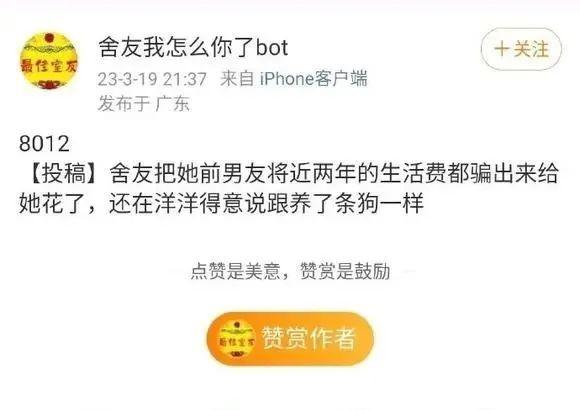 最佳室友
舍友我怎么你了bot
+关注
23-3-19 21:37 来自 iPhone客户端
发布于 广东
8012
【投稿】舍友把她前男友将近两年的生活费都骗出来给
她花了，还在洋洋得意说跟养了条狗一样
点赞是美意，赞赏是鼓励
最佳室友
赞赏作者